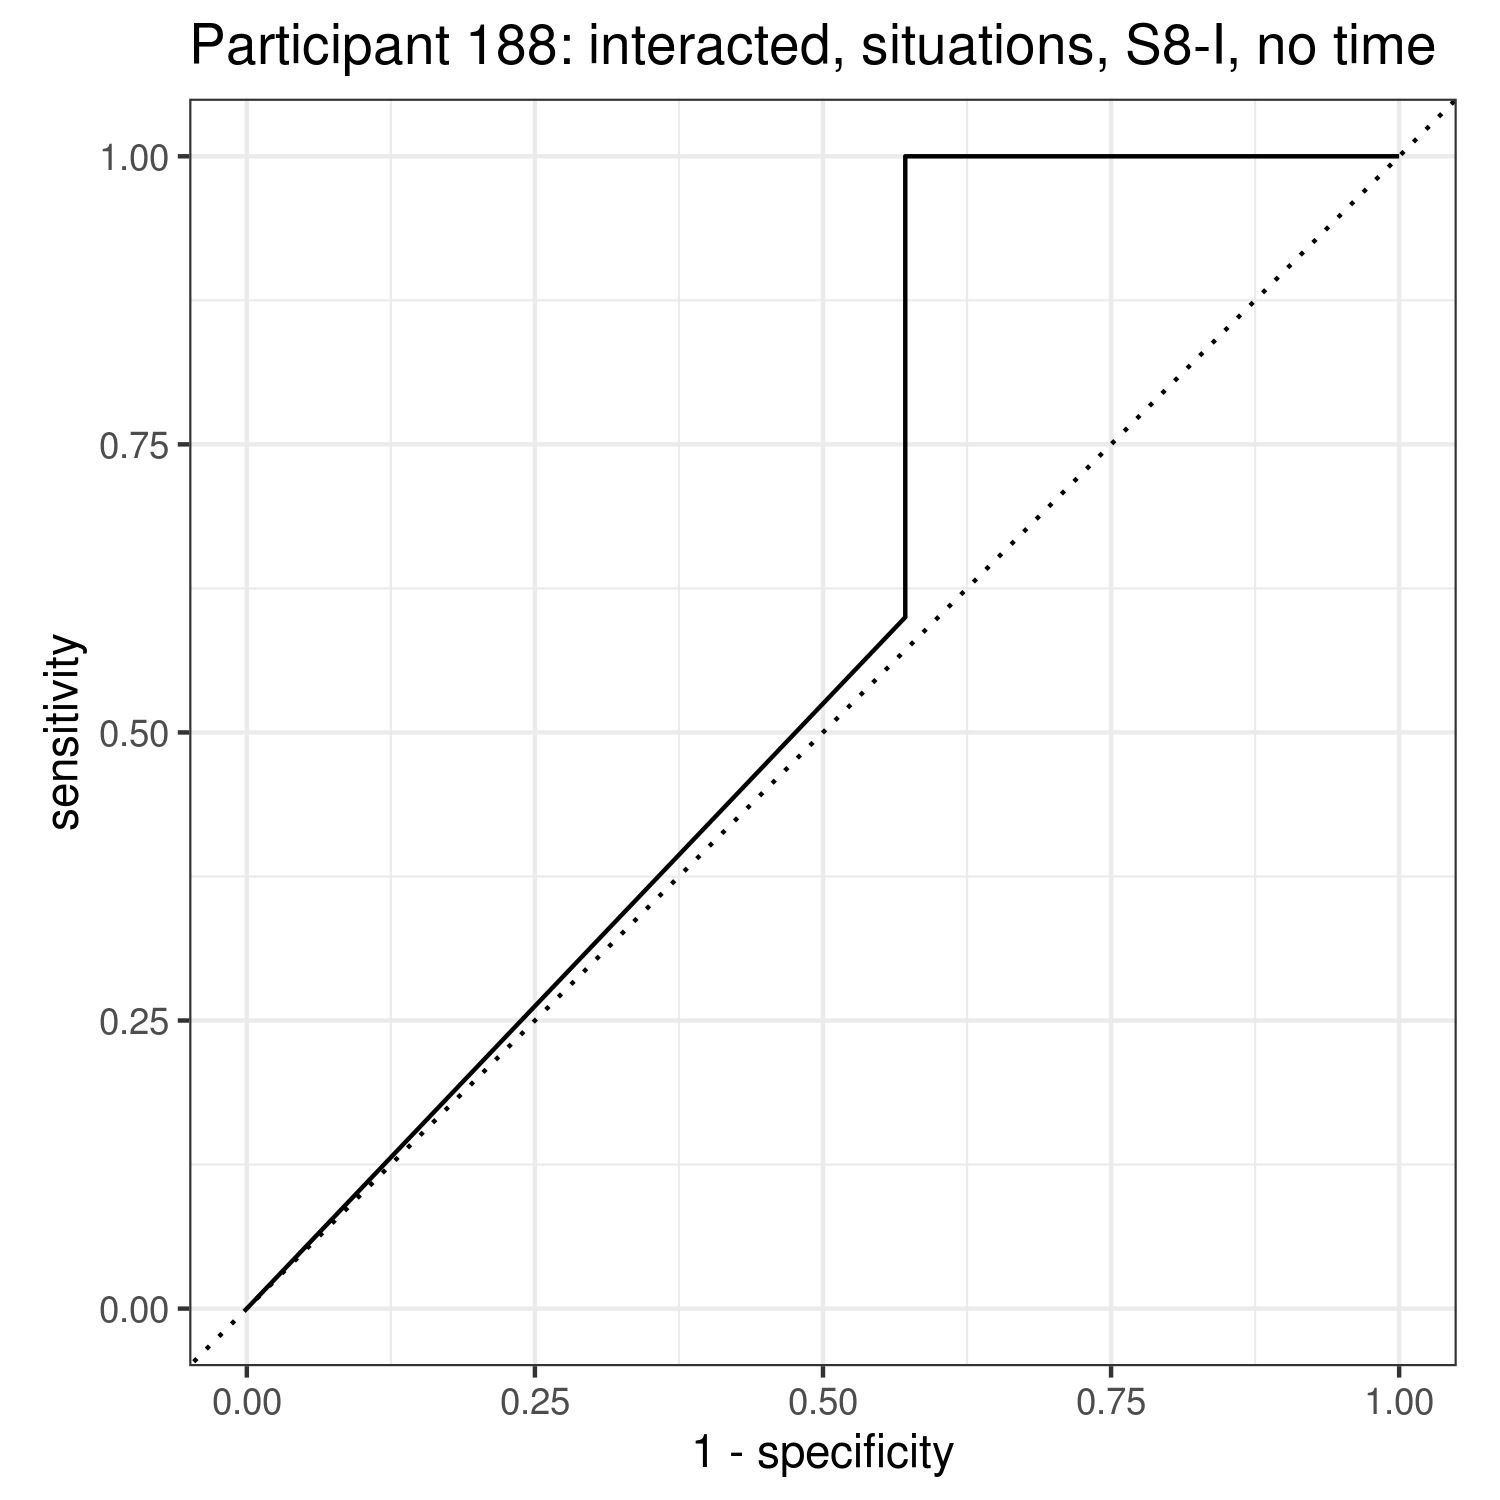 Participant 188: interacted, situations, S8-I, no time
sensitivity
1.00
0.75
0.50
0.25
0.00
0.00 0.25 0.50 0.75 1.00
1 - specificity